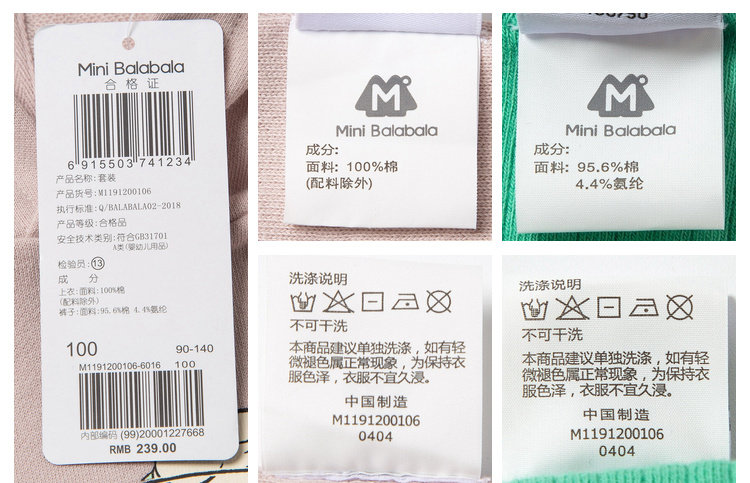 Mini Balabala
合格证
6 915503 741234
产品名称: 套装
产品货号: M1191200106
执行标准: Q/BALABALA02-2018
产品等级: 合格品
安全技术类别: 符合GB31701
A类(婴幼儿用品)
检验员: 13
成 分
上衣: 面料: 100%棉
(配料除外)
裤子: 面料: 95.6%棉 4.4%氨纶
100 90-140
M1191200106-6016 100
内部编码 (99)20001227668
RMB 239.00
M
Mini Balabala
成分:
面料: 100%棉
(配料除外)
M
Mini Balabala
成分:
面料: 95.6%棉
4.4%氨纶
洗涤说明
不可干洗
本商品建议单独洗涤, 如有轻
微褪色属正常现象, 为保持衣
服色泽, 衣服不宜久浸。
中国制造
M1191200106
0404
洗涤说明
不可干洗
本商品建议单独洗涤, 如有轻
微褪色属正常现象, 为保持衣
服色泽, 衣服不宜久浸。
中国制造
M1191200106
0404